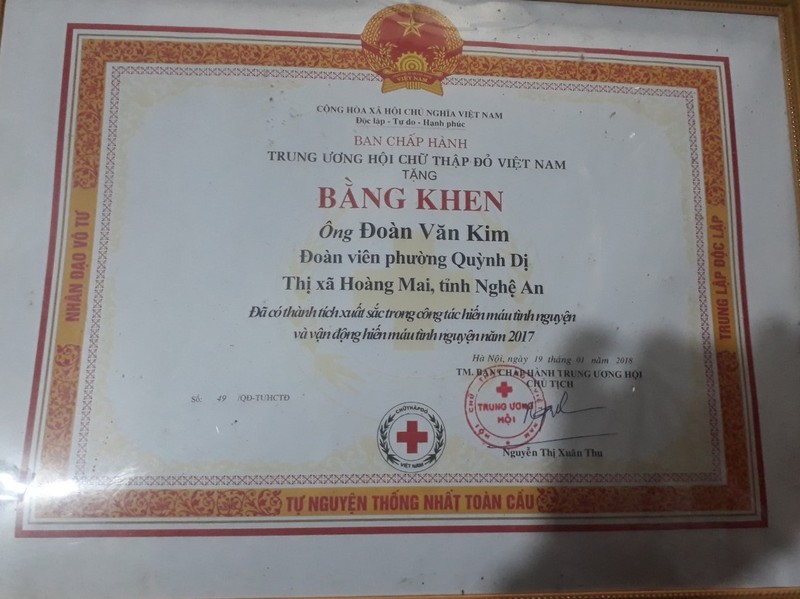 VIỆT NAM
CỘNG HÒA XÃ HỘI CHỦ NGHĨA VIỆT NAM
Độc lập - Tự do - Hạnh phúc
BAN CHẤP HÀNH
TRUNG ƯƠNG HỘI CHỮ THẬP ĐỎ VIỆT NAM
TẶNG
BẰNG KHEN
Ông Đoàn Văn Kim
Đoàn viên phường Quỳnh Dị
Thị xã Hoàng Mai, tỉnh Nghệ An
Đã có thành tích xuất sắc trong công tác hiến máu tình nguyện
và vận động hiến máu tình nguyện năm 2017
Hà Nội, ngày 19 tháng 01 năm 2018
TM. BAN CHẤP HÀNH TRUNG ƯƠNG HỘI
CHỦ TỊCH
Số: 49 /QĐ-TƯHCTĐ
TRUNG ƯƠNG
HỘI
CHỮ THẬP ĐỎ
VIỆT NAM
Nguyễn Thị Xuân Thu
NHÂN ĐẠO VÔ TƯ
TRUNG LẬP ĐỘC LẬP
TỰ NGUYỆN THỐNG NHẤT TOÀN CẦU